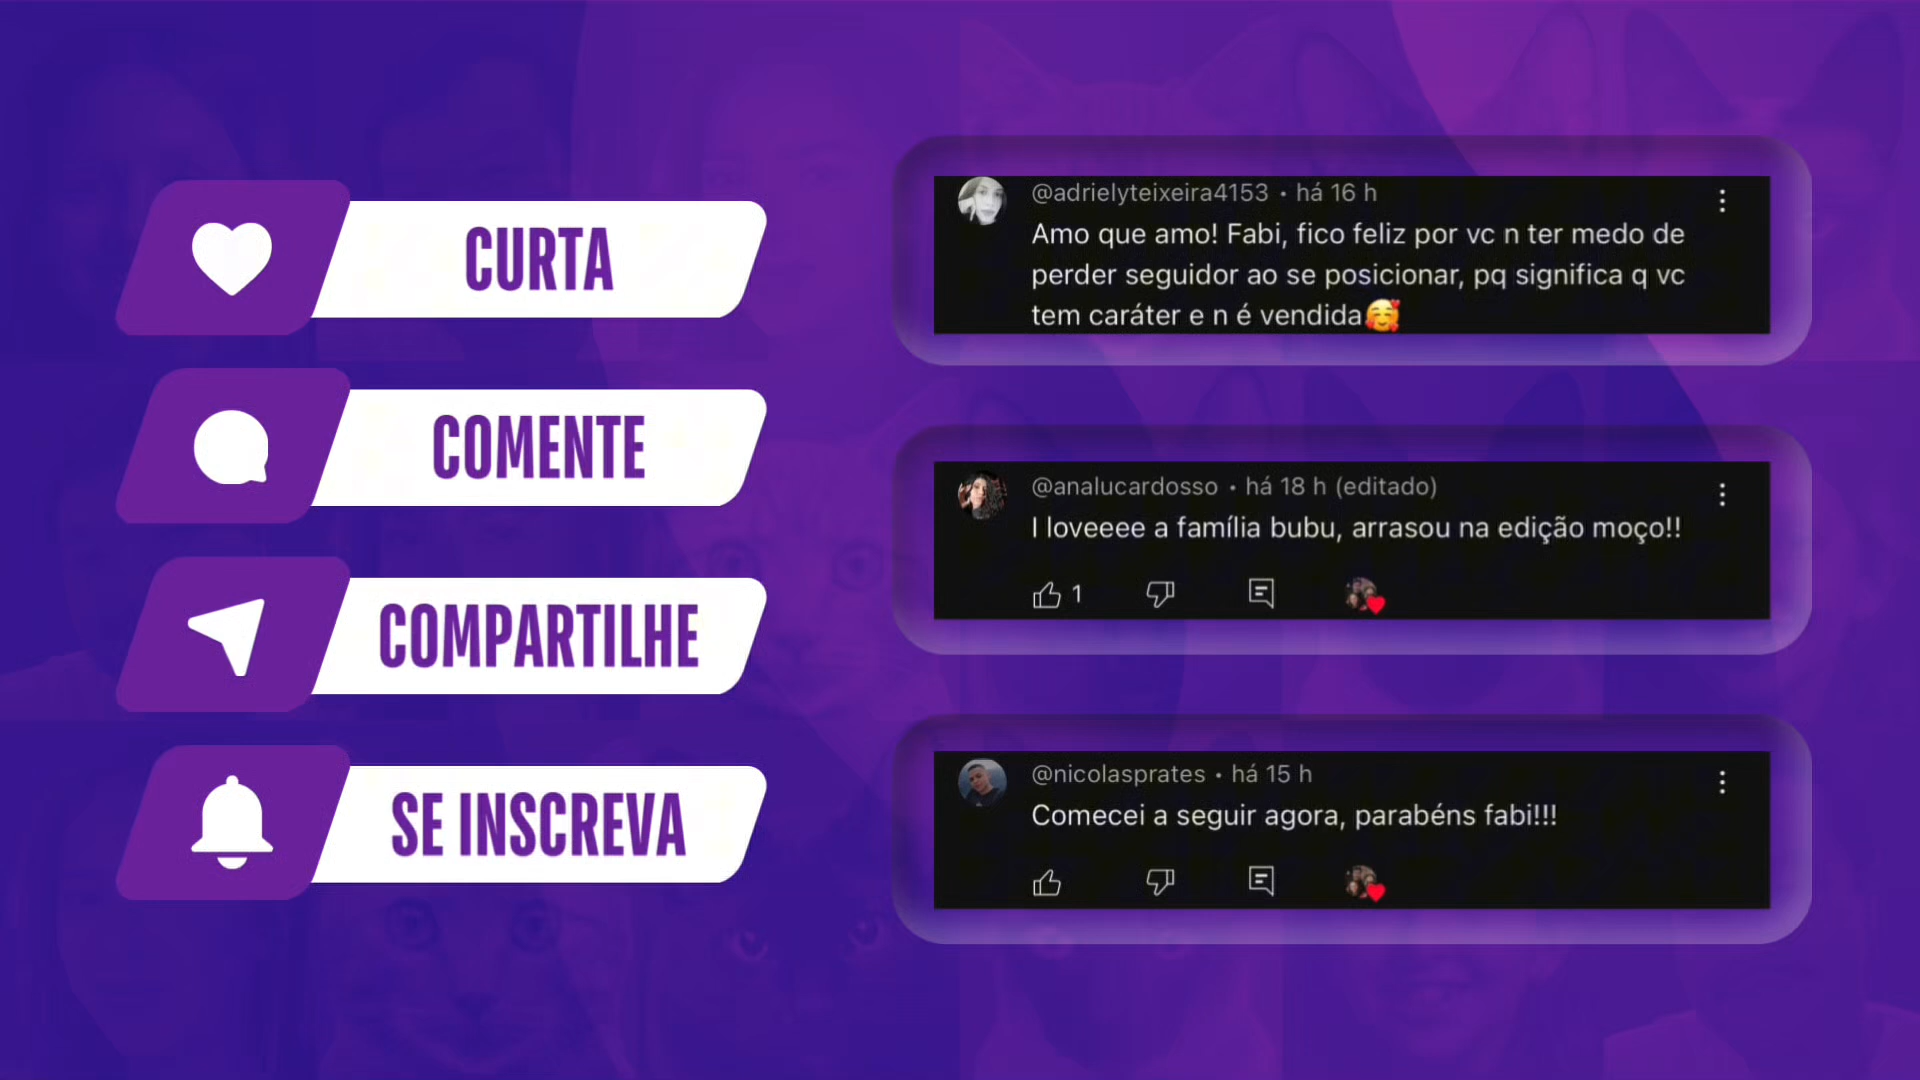 CURTA
COMENTE
COMPARTILHE
SE INSCREVA
@adrielyteixeira4153 • há 16 h
Amo que amo! Fabi, fico feliz por vc n ter medo de
perder seguidor ao se posicionar, pq significa q vc
tem caráter e n é vendida🥰
@analucardosso • há 18 h (editado)
I loveeee a família bubu, arrasou na edição moço!!
1
@nicolasprates • há 15 h
Comecei a seguir agora, parabéns fabi!!!